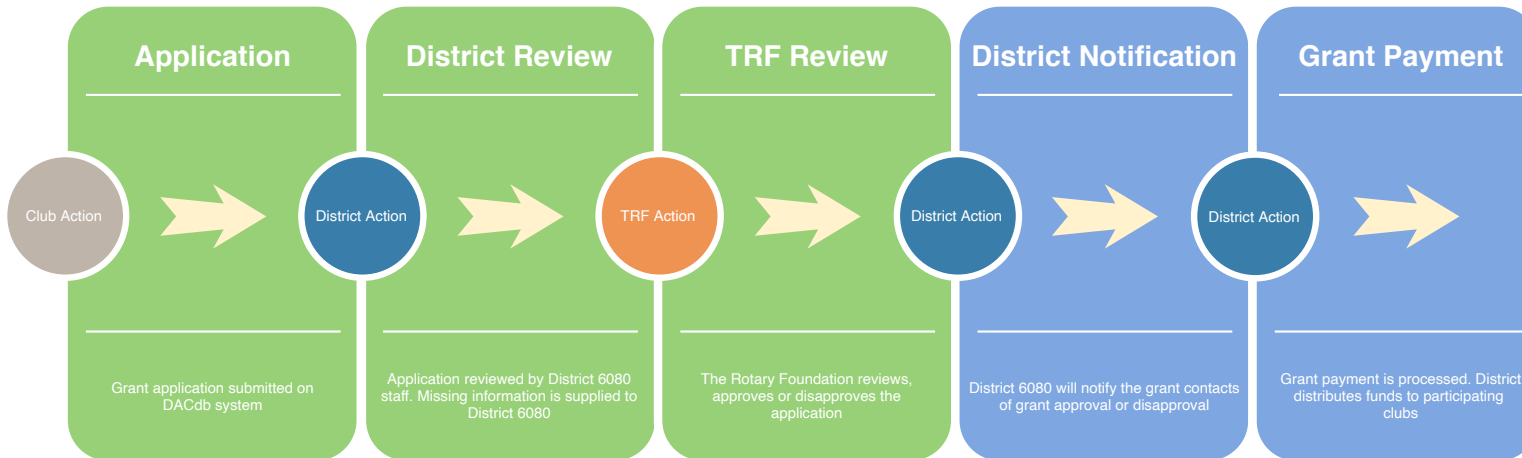 Application
District Review
TRF Review
District Notification
Grant Payment
Club Action
District Action
TRF Action
District Action
District Action
Grant application submitted on
DACdb system
Application reviewed by District 6080
staff. Missing information is supplied to
District 6080
The Rotary Foundation reviews,
approves or disapproves the
application
District 6080 will notify the grant contacts
of grant approval or disapproval
Grant payment is processed. District
distributes funds to participating
clubs